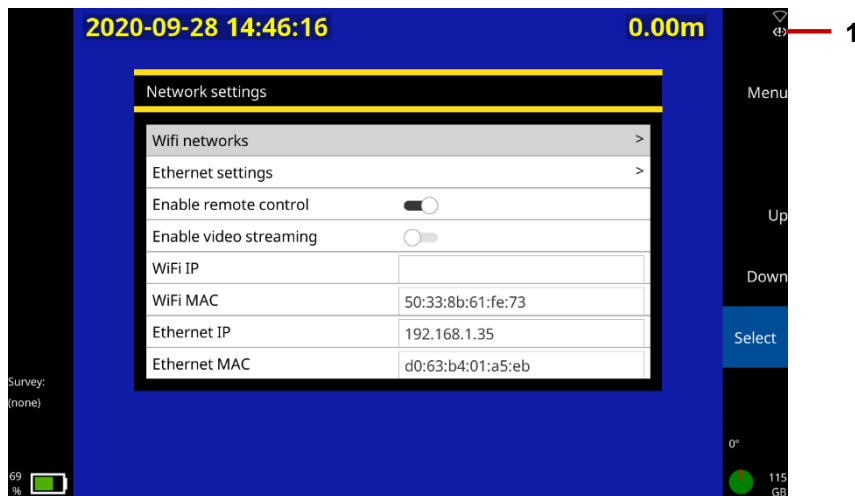 2020-09-28 14:46:16 0.00m
1
Network settings
Menu
Wifi networks >
Ethernet settings >
Enable remote control
Up
Enable video streaming
WiFi IP
Down
WiFi MAC 50:33:8b:61:fe:73
Ethernet IP 192.168.1.35
Select
Ethernet MAC d0:63:b4:01:a5:eb
Survey:
(none)
0°
69
%
115
GB